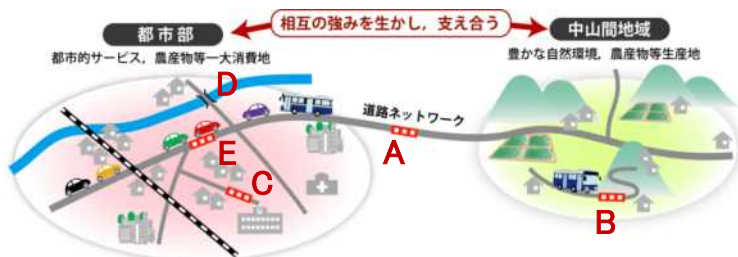 相互の強みを生かし，支え合う
都市部
中山間地域
都市的サービス，農産物等一大消費地
豊かな自然環境，農産物等生産地
D
道路ネットワーク
E
A
C
B